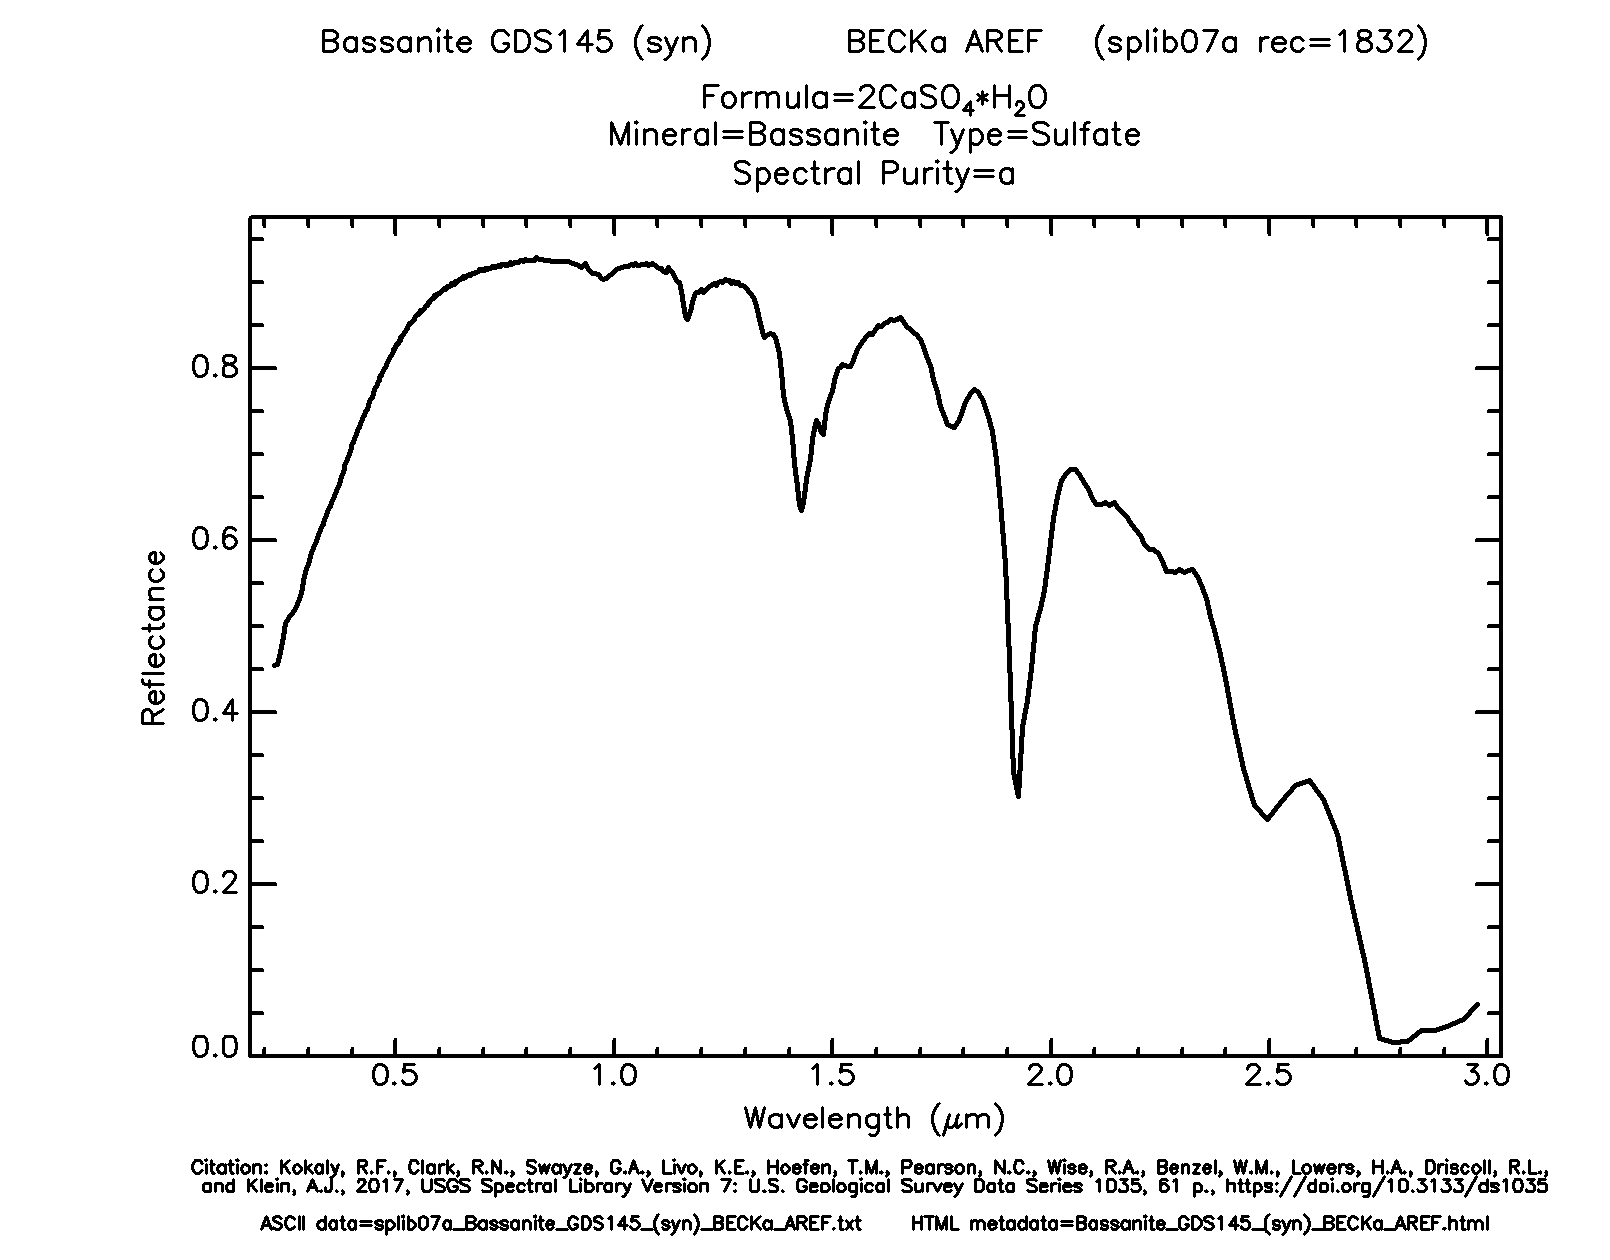 Bassanite GDS145 (syn) BECKa AREF (splib07a rec=1832)
Formula=2CaSO₄*H₂O
Mineral=Bassanite Type=Sulfate
Spectral Purity=a
0.8
0.6
0.4
0.2
0.0
Reflectance
0.5 1.0 1.5 2.0 2.5 3.0
Wavelength (μm)
Citation: Kokaly, R.F., Clark, R.N., Swayze, G.A., Livo, K.E., Hoefen, T.M., Pearson, N.C., Wise, R.A., Benzel, W.M., Lowers, H.A., Driscoll, R.L.,
and Klein, A.J., 2017, USGS Spectral Library Version 7: U.S. Geological Survey Data Series 1035, 61 p., https://doi.org/10.3133/ds1035
ASCII data=splib07a_Bassanite_GDS145_(syn)_BECKa_AREF.txt HTML metadata=Bassanite_GDS145_(syn)_BECKa_AREF.html